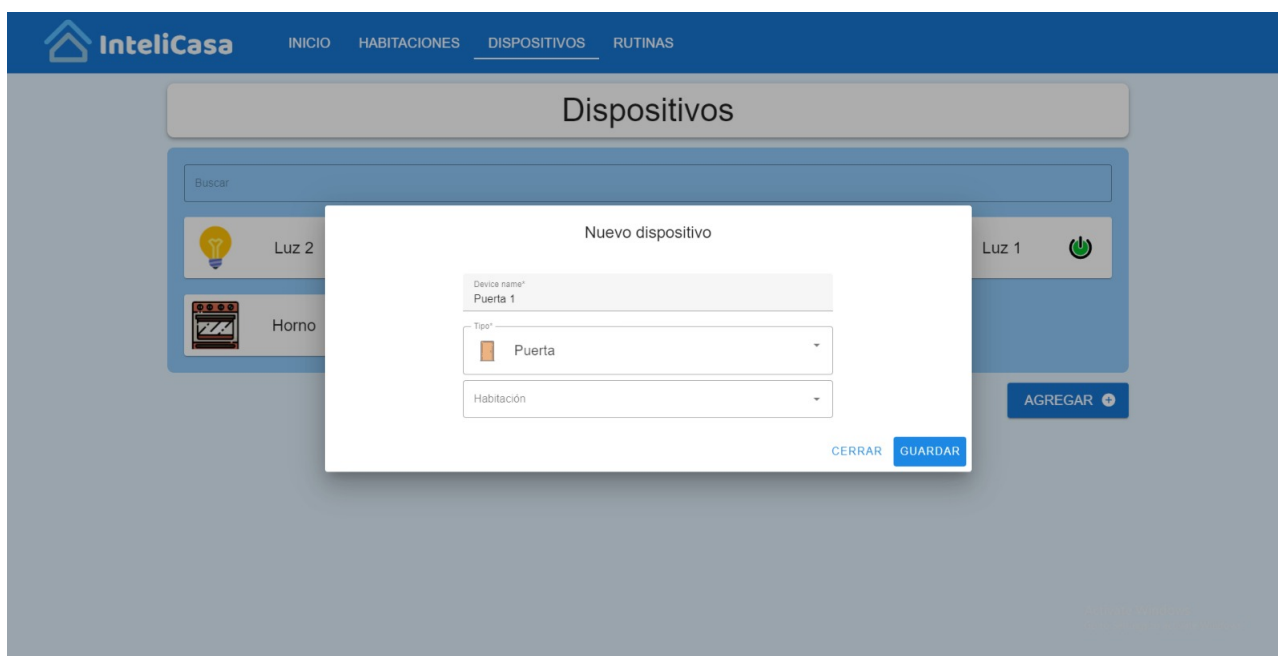 InteliCasa INICIO HABITACIONES DISPOSITIVOS RUTINAS
Dispositivos
Buscar
Nuevo dispositivo
Luz 2
Luz 1
Device name*
Puerta 1
Horno
Tipo*
Puerta
Habitación
AGREGAR
CERRAR GUARDAR